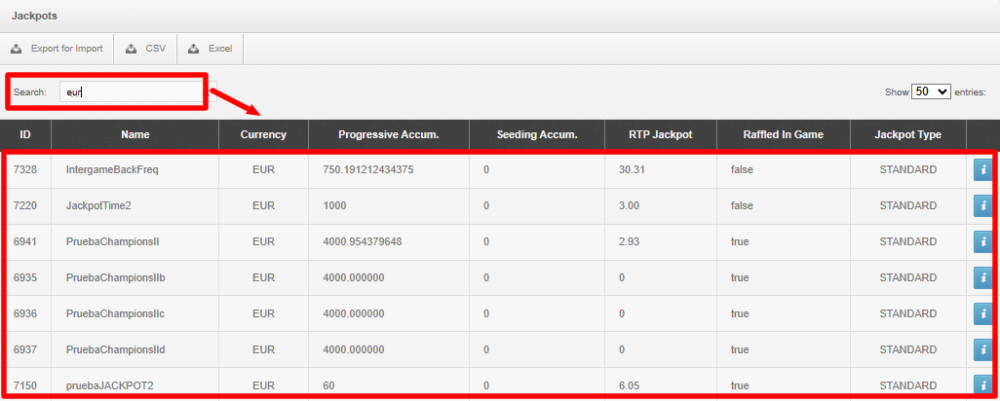 Jackpots
Export for Import CSV Excel
Search: eur Show 50 entries:
ID Name Currency Progressive Accum. Seeding Accum. RTP Jackpot Raffled In Game Jackpot Type
7328 IntergameBackFreq EUR 750.191212434375 0 30.31 false STANDARD i
7220 JackpotTime2 EUR 1000 0 3.00 false STANDARD i
6941 PruebaChampionsII EUR 4000.954379648 0 2.93 true STANDARD i
6935 PruebaChampionsIIb EUR 4000.000000 0 0 true STANDARD i
6936 PruebaChampionsIIc EUR 4000.000000 0 0 true STANDARD i
6937 PruebaChampionsIId EUR 4000.000000 0 0 true STANDARD i
7150 pruebaJACKPOT2 EUR 60 0 6.05 true STANDARD i